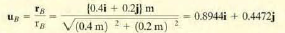 u_B = r_B / r_B = {0.4i + 0.2j} m / √(0.4 m)² + (0.2 m)² = 0.8944i + 0.4472j